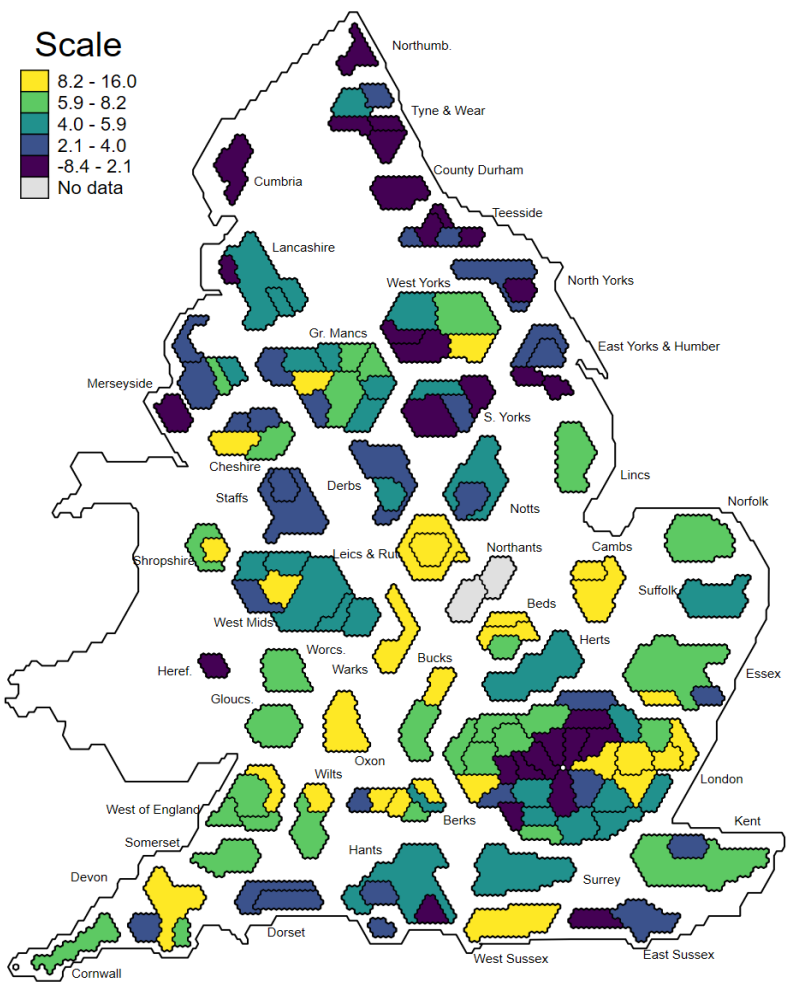 Scale
8.2 - 16.0
5.9 - 8.2
4.0 - 5.9
2.1 - 4.0
-8.4 - 2.1
No data
Northumb.
Tyne & Wear
County Durham
Cumbria
Teesside
Lancashire
North Yorks
West Yorks
Gr. Mancs
East Yorks & Humber
Merseyside
S. Yorks
Cheshire
Lincs
Derbs
Staffs
Notts
Norfolk
Leics & Rut
Northants
Cambs
Shropshire
Suffolk
Beds
West Mids
Herts
Worcs.
Bucks
Heref.
Warks
Essex
Gloucs.
Oxon
Wilts
London
West of England
Berks
Kent
Somerset
Hants
Devon
Surrey
Dorset
West Sussex
East Sussex
Cornwall